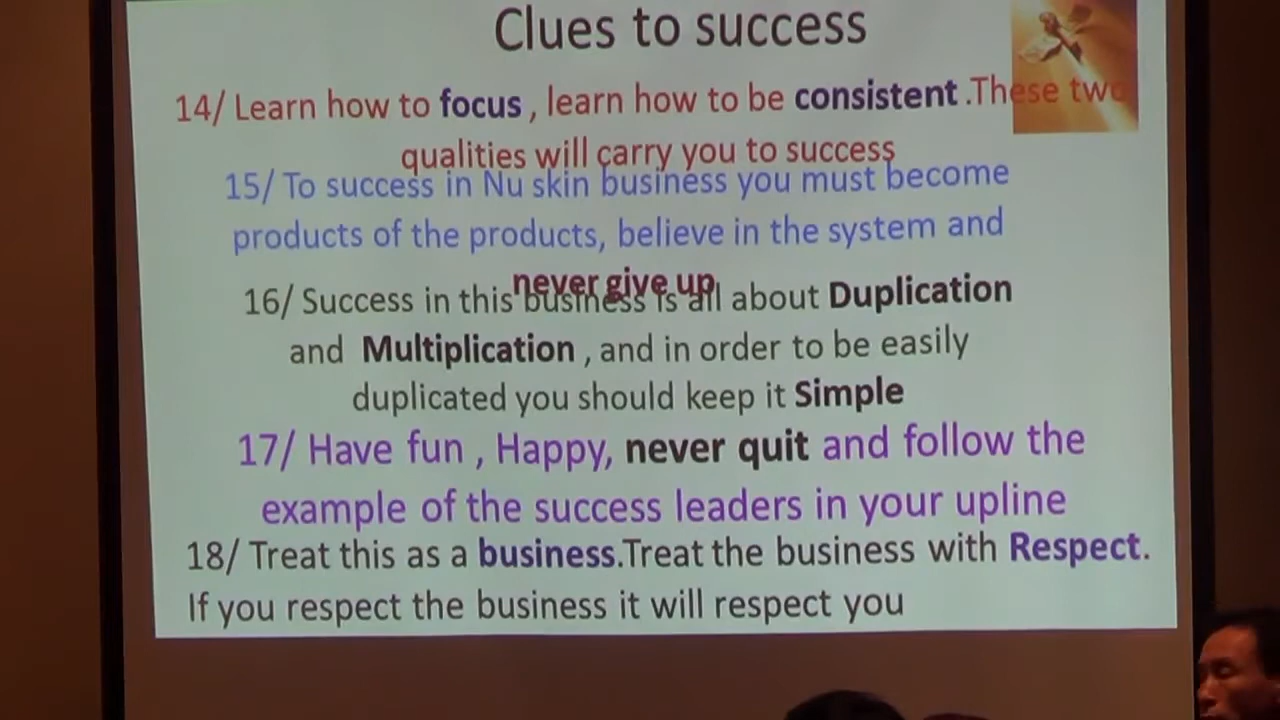 Clues to success
14/ Learn how to focus , learn how to be consistent .These two
qualities will carry you to success
15/ To success in Nu skin business you must become
products of the products, believe in the system and
never give up
16/ Success in this business is all about Duplication
and Multiplication , and in order to be easily
duplicated you should keep it Simple
17/ Have fun , Happy, never quit and follow the
example of the success leaders in your upline
18/ Treat this as a business.Treat the business with Respect.
If you respect the business it will respect you